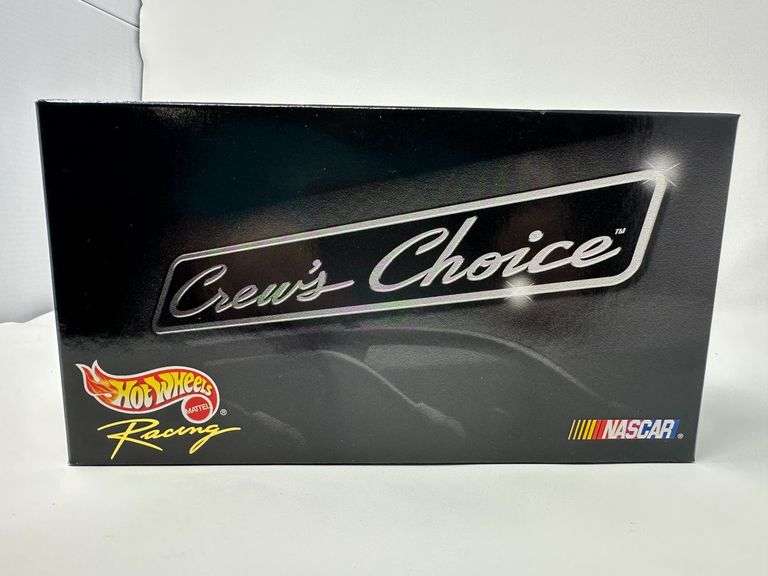 Crew's Choice™
Hot Wheels®
MATTEL
Racing
NASCAR®